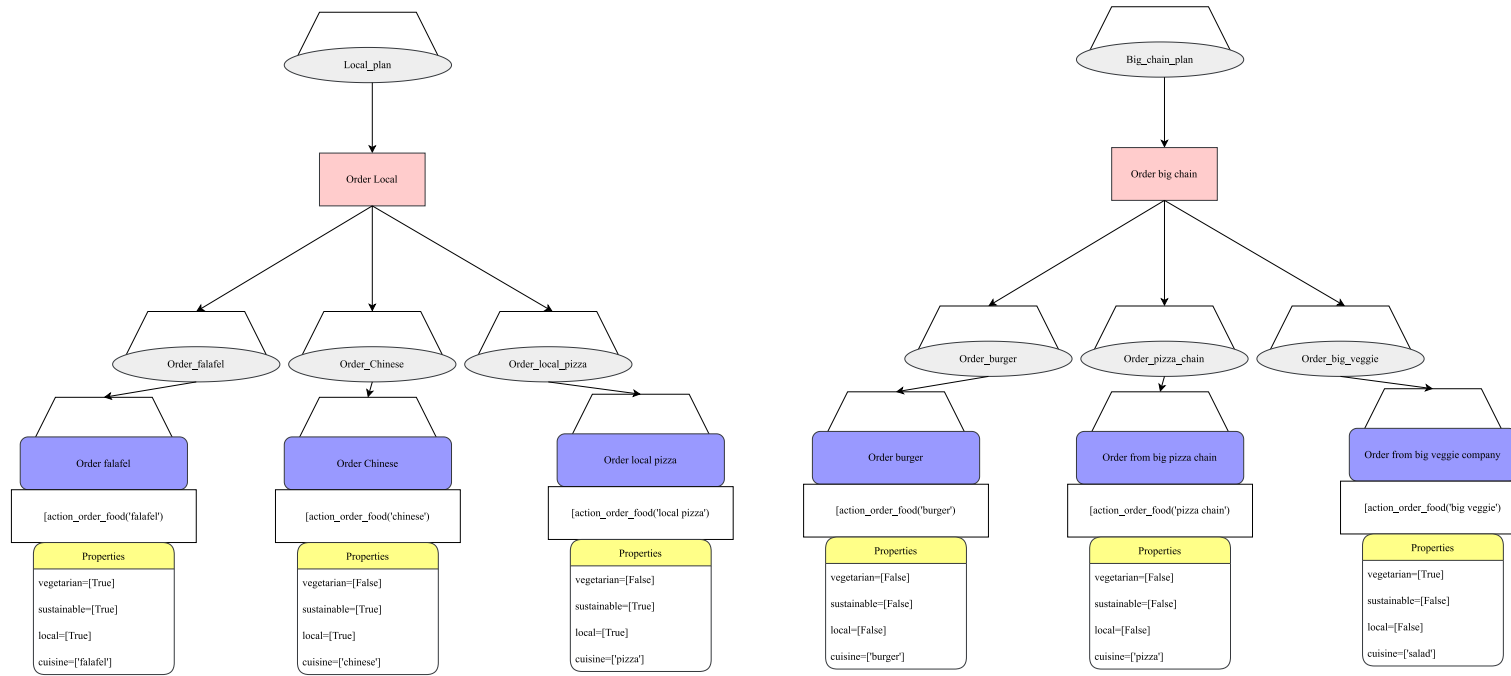 Local_plan
Order Local
Order_falafel
Order_Chinese
Order_local_pizza
Order falafel
[action_order_food('falafel')
Properties
vegetarian=[True]
sustainable=[True]
local=[True]
cuisine=['falafel']
Order Chinese
[action_order_food('chinese')
Properties
vegetarian=[False]
sustainable=[True]
local=[True]
cuisine=['chinese']
Order local pizza
[action_order_food('local pizza')
Properties
vegetarian=[False]
sustainable=[True]
local=[True]
cuisine=['pizza']
Big_chain_plan
Order big chain
Order_burger
Order_pizza_chain
Order_big_veggie
Order burger
[action_order_food('burger')
Properties
vegetarian=[False]
sustainable=[False]
local=[False]
cuisine=['burger']
Order from big pizza chain
[action_order_food('pizza chain')
Properties
vegetarian=[False]
sustainable=[False]
local=[False]
cuisine=['pizza']
Order from big veggie company
[action_order_food('big veggie')
Properties
vegetarian=[True]
sustainable=[False]
local=[False]
cuisine=['salad']